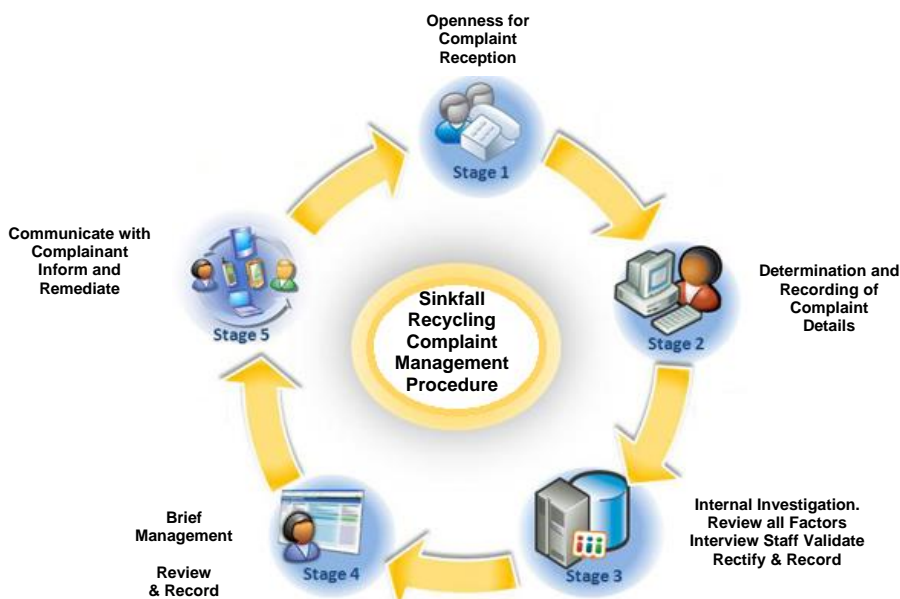 Openness for
Complaint
Reception
Stage 1
Determination and
Recording of
Complaint
Details
Stage 2
Internal Investigation.
Review all Factors
Interview Staff Validate
Rectify & Record
Stage 3
Brief
Management
Review
& Record
Stage 4
Communicate with
Complainant
Inform and
Remediate
Stage 5
Sinkfall
Recycling
Complaint
Management
Procedure